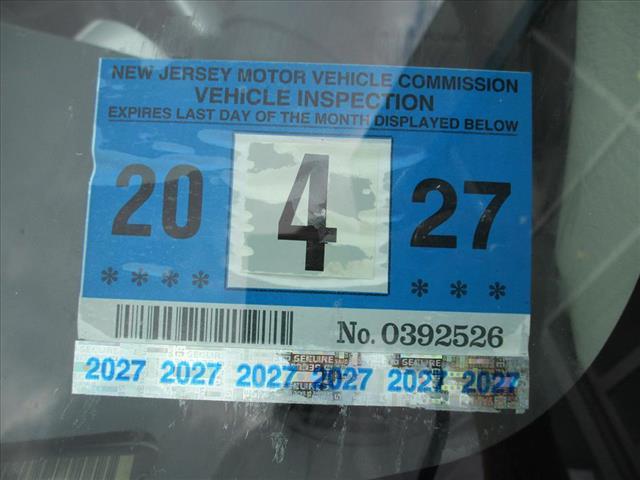 NEW JERSEY MOTOR VEHICLE COMMISSION
VEHICLE INSPECTION
EXPIRES LAST DAY OF THE MONTH DISPLAYED BELOW
20 4 27
**** ***
No. 0392526
2027 2027 2027 2027 2027 2027